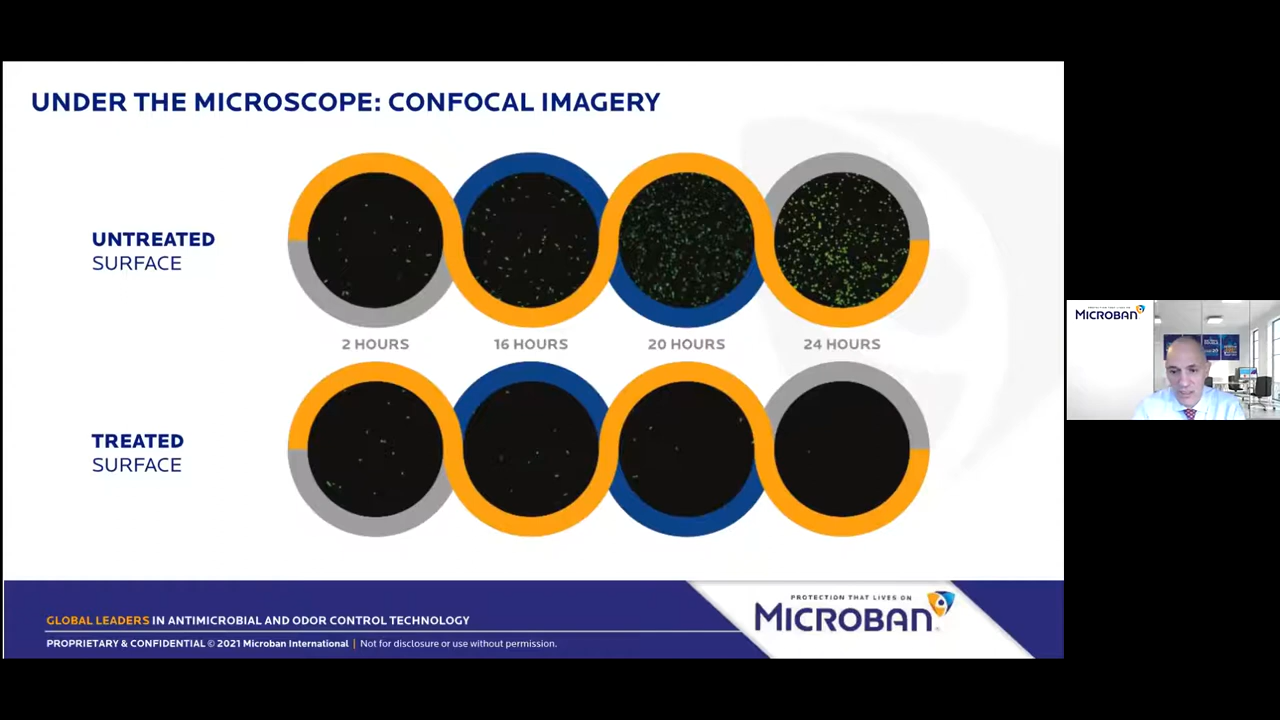 UNDER THE MICROSCOPE: CONFOCAL IMAGERY
UNTREATED
SURFACE
2 HOURS
16 HOURS
20 HOURS
24 HOURS
TREATED
SURFACE
GLOBAL LEADERS IN ANTIMICROBIAL AND ODOR CONTROL TECHNOLOGY
PROPRIETARY & CONFIDENTIAL © 2021 Microban International | Not for disclosure or use without permission.
PROTECTION THAT LIVES ON
MICROBAN
MICROBAN